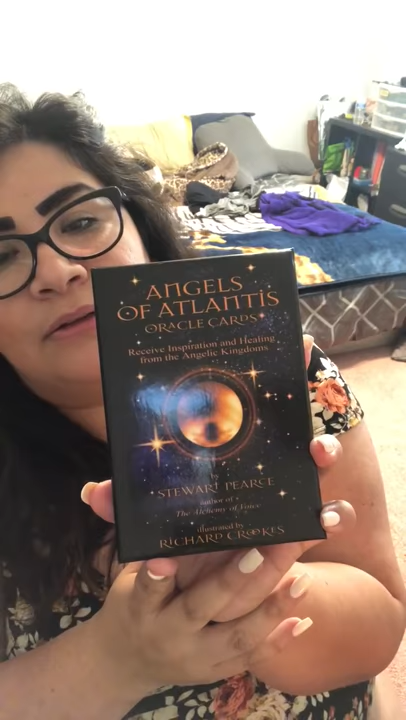 ANGELS
OF ATLANTIS
ORACLE CARDS
Receive Inspiration and Healing
from the Angelic Kingdoms
by
STEWART PEARCE
author of
The Alchemy of Voice
illustrated by
RICHARD CROOKES